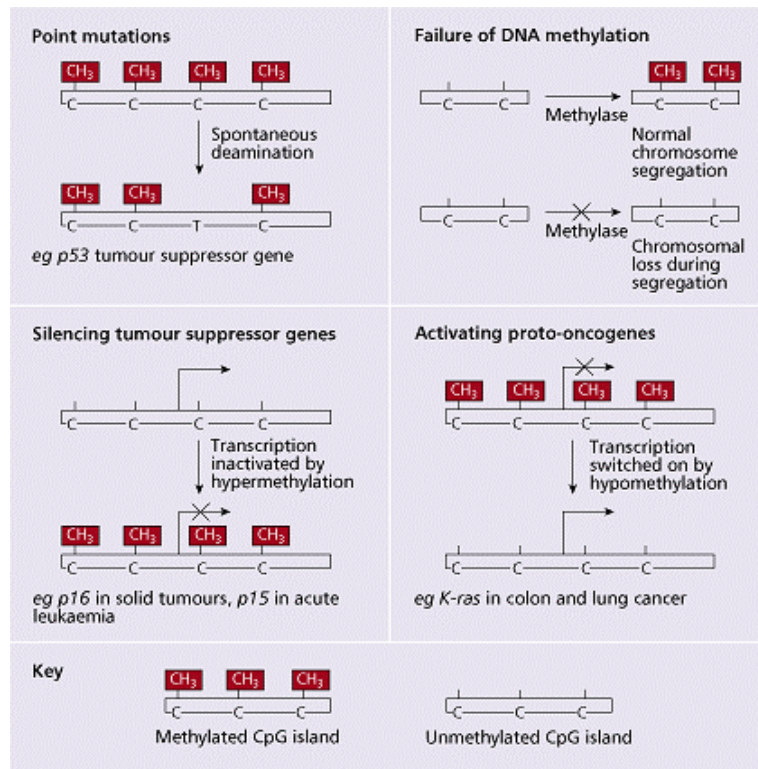 Point mutations
CH3 CH3 CH3 CH3
C C C C
Spontaneous
deamination
CH3 CH3 CH3
C C T C
eg p53 tumour suppressor gene
Failure of DNA methylation
CH3 CH3
C C C C
Methylase
Normal
chromosome
segregation
C C C C
Methylase
Chromosomal
loss during
segregation
Silencing tumour suppressor genes
C C C C
Transcription
inactivated by
hypermethylation
CH3 CH3 CH3 CH3
C C C C
eg p16 in solid tumours, p15 in acute
leukaemia
Activating proto-oncogenes
CH3 CH3 CH3 CH3
C C C C
Transcription
switched on by
hypomethylation
C C C C
eg K-ras in colon and lung cancer
Key
CH3 CH3 CH3
C C C
Methylated CpG island
C C C
Unmethylated CpG island